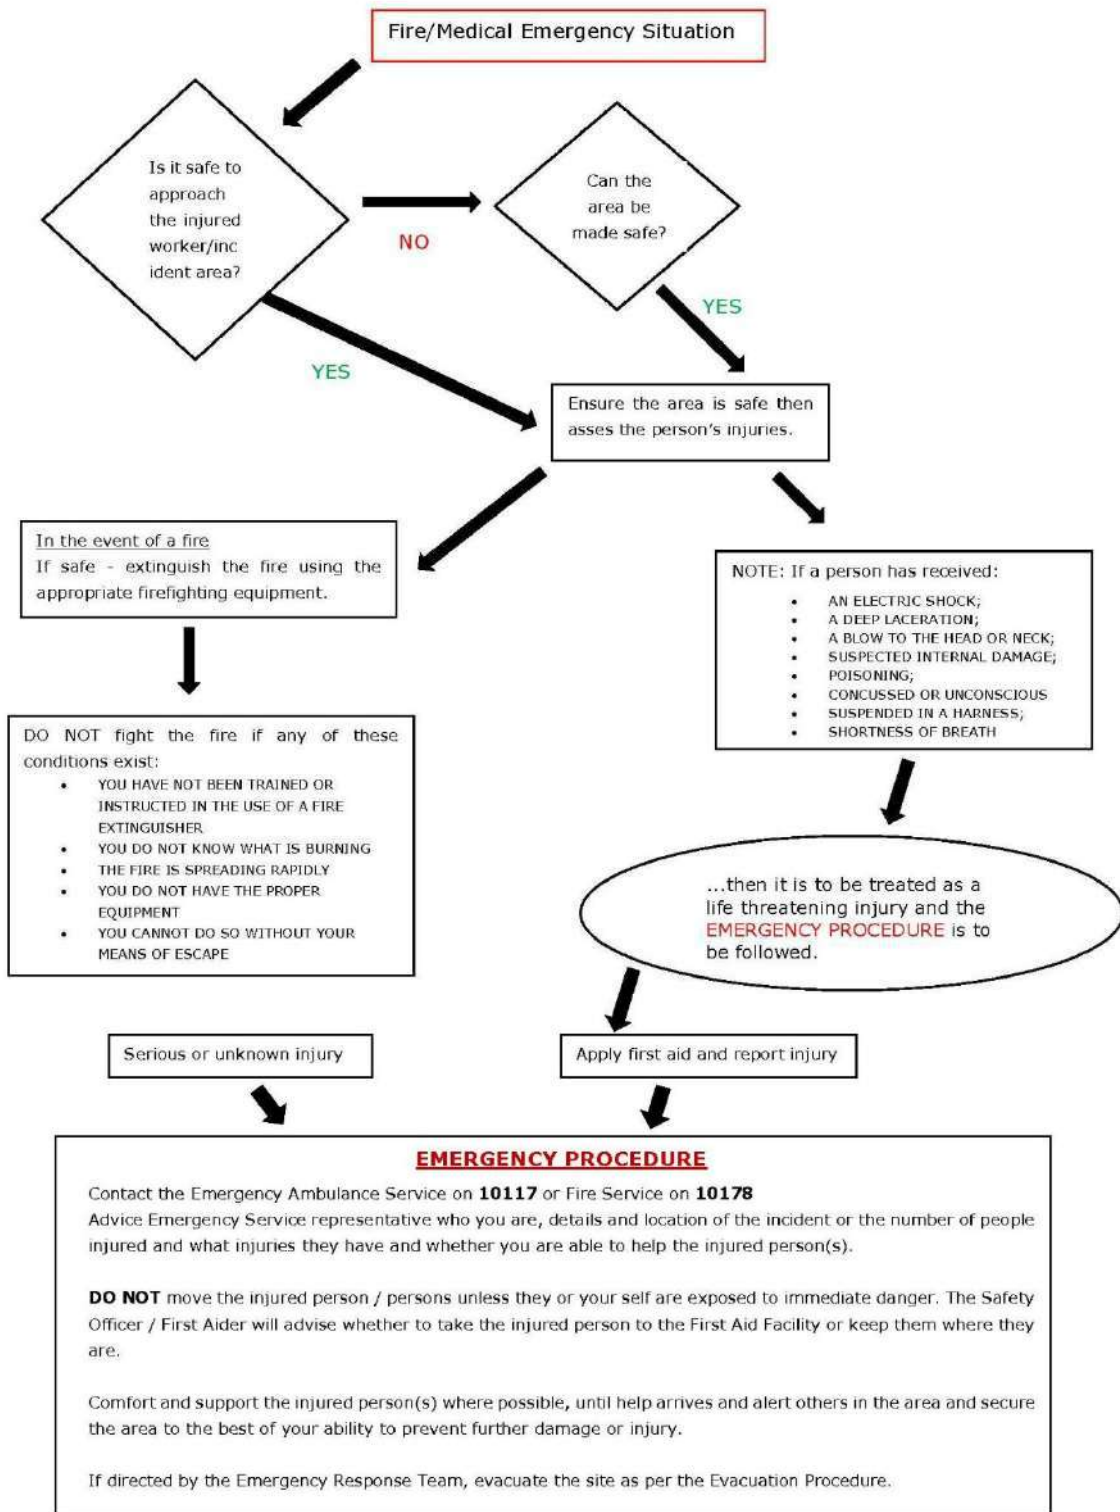 Fire/Medical Emergency Situation
Is it safe to
approach
the injured
worker/inc
ident area?
NO
Can the
area be
made safe?
YES
YES
Ensure the area is safe then
asses the person's injuries.
In the event of a fire
If safe - extinguish the fire using the
appropriate firefighting equipment.
NOTE: If a person has received:
• AN ELECTRIC SHOCK;
• A DEEP LACERATION;
• A BLOW TO THE HEAD OR NECK;
• SUSPECTED INTERNAL DAMAGE;
• POISONING;
• CONCUSSED OR UNCONSCIOUS
• SUSPENDED IN A HARNESS;
• SHORTNESS OF BREATH
DO NOT fight the fire if any of these
conditions exist:
• YOU HAVE NOT BEEN TRAINED OR
INSTRUCTED IN THE USE OF A FIRE
EXTINGUISHER
• YOU DO NOT KNOW WHAT IS BURNING
• THE FIRE IS SPREADING RAPIDLY
• YOU DO NOT HAVE THE PROPER
EQUIPMENT
• YOU CANNOT DO SO WITHOUT YOUR
MEANS OF ESCAPE
...then it is to be treated as a
life threatening injury and the
EMERGENCY PROCEDURE is to
be followed.
Serious or unknown injury
Apply first aid and report injury
EMERGENCY PROCEDURE
Contact the Emergency Ambulance Service on 10117 or Fire Service on 10178
Advice Emergency Service representative who you are, details and location of the incident or the number of people
injured and what injuries they have and whether you are able to help the injured person(s).
DO NOT move the injured person / persons unless they or your self are exposed to immediate danger. The Safety
Officer / First Aider will advise whether to take the injured person to the First Aid Facility or keep them where they
are.
Comfort and support the injured person(s) where possible, until help arrives and alert others in the area and secure
the area to the best of your ability to prevent further damage or injury.
If directed by the Emergency Response Team, evacuate the site as per the Evacuation Procedure.